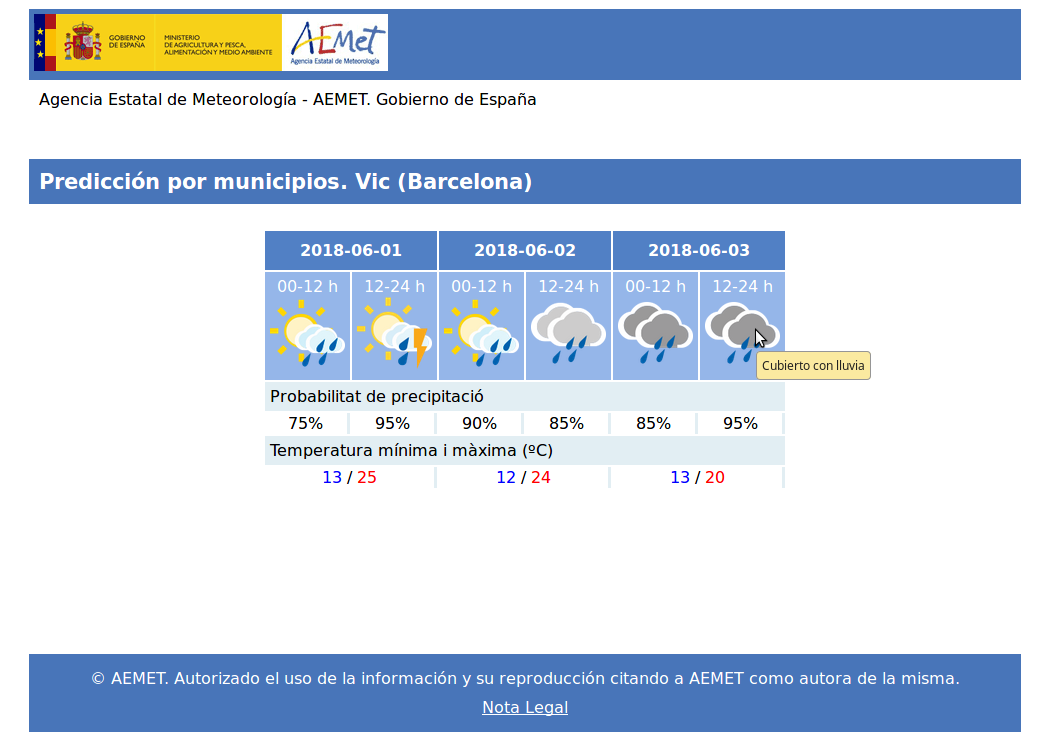 GOBIERNO
DE ESPAÑA
MINISTERIO
DE AGRICULTURA Y PESCA,
ALIMENTACIÓN Y MEDIO AMBIENTE
AEMet
Agencia Estatal de Meteorología
Agencia Estatal de Meteorología - AEMET. Gobierno de España
Predicción por municipios. Vic (Barcelona)
2018-06-01 2018-06-02 2018-06-03
00-12 h 12-24 h 00-12 h 12-24 h 00-12 h 12-24 h
Cubierto con lluvia
Probabilitat de precipitació
75% 95% 90% 85% 85% 95%
Temperatura mínima i màxima (ºC)
13 / 25 12 / 24 13 / 20
© AEMET. Autorizado el uso de la información y su reproducción citando a AEMET como autora de la misma.
Nota Legal